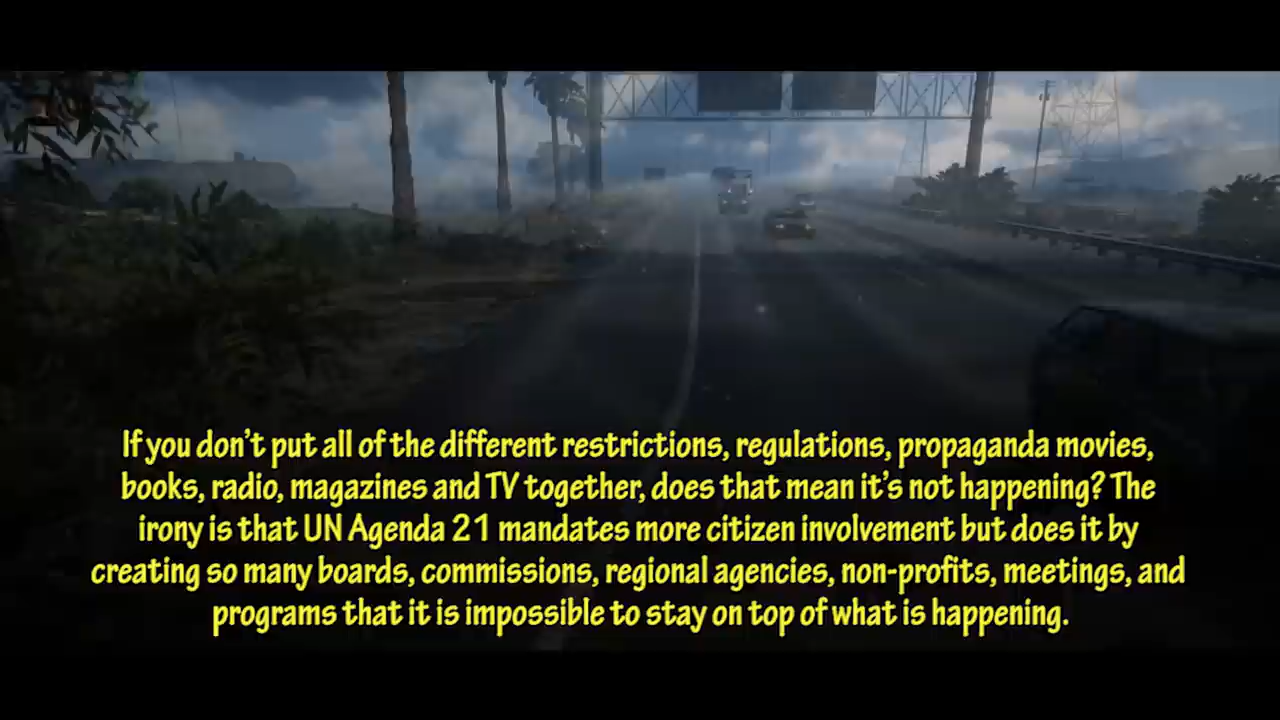 If you don’t put all of the different restrictions, regulations, propaganda movies,
books, radio, magazines and TV together, does that mean it’s not happening? The
irony is that UN Agenda 21 mandates more citizen involvement but does it by
creating so many boards, commissions, regional agencies, non-profits, meetings, and
programs that it is impossible to stay on top of what is happening.